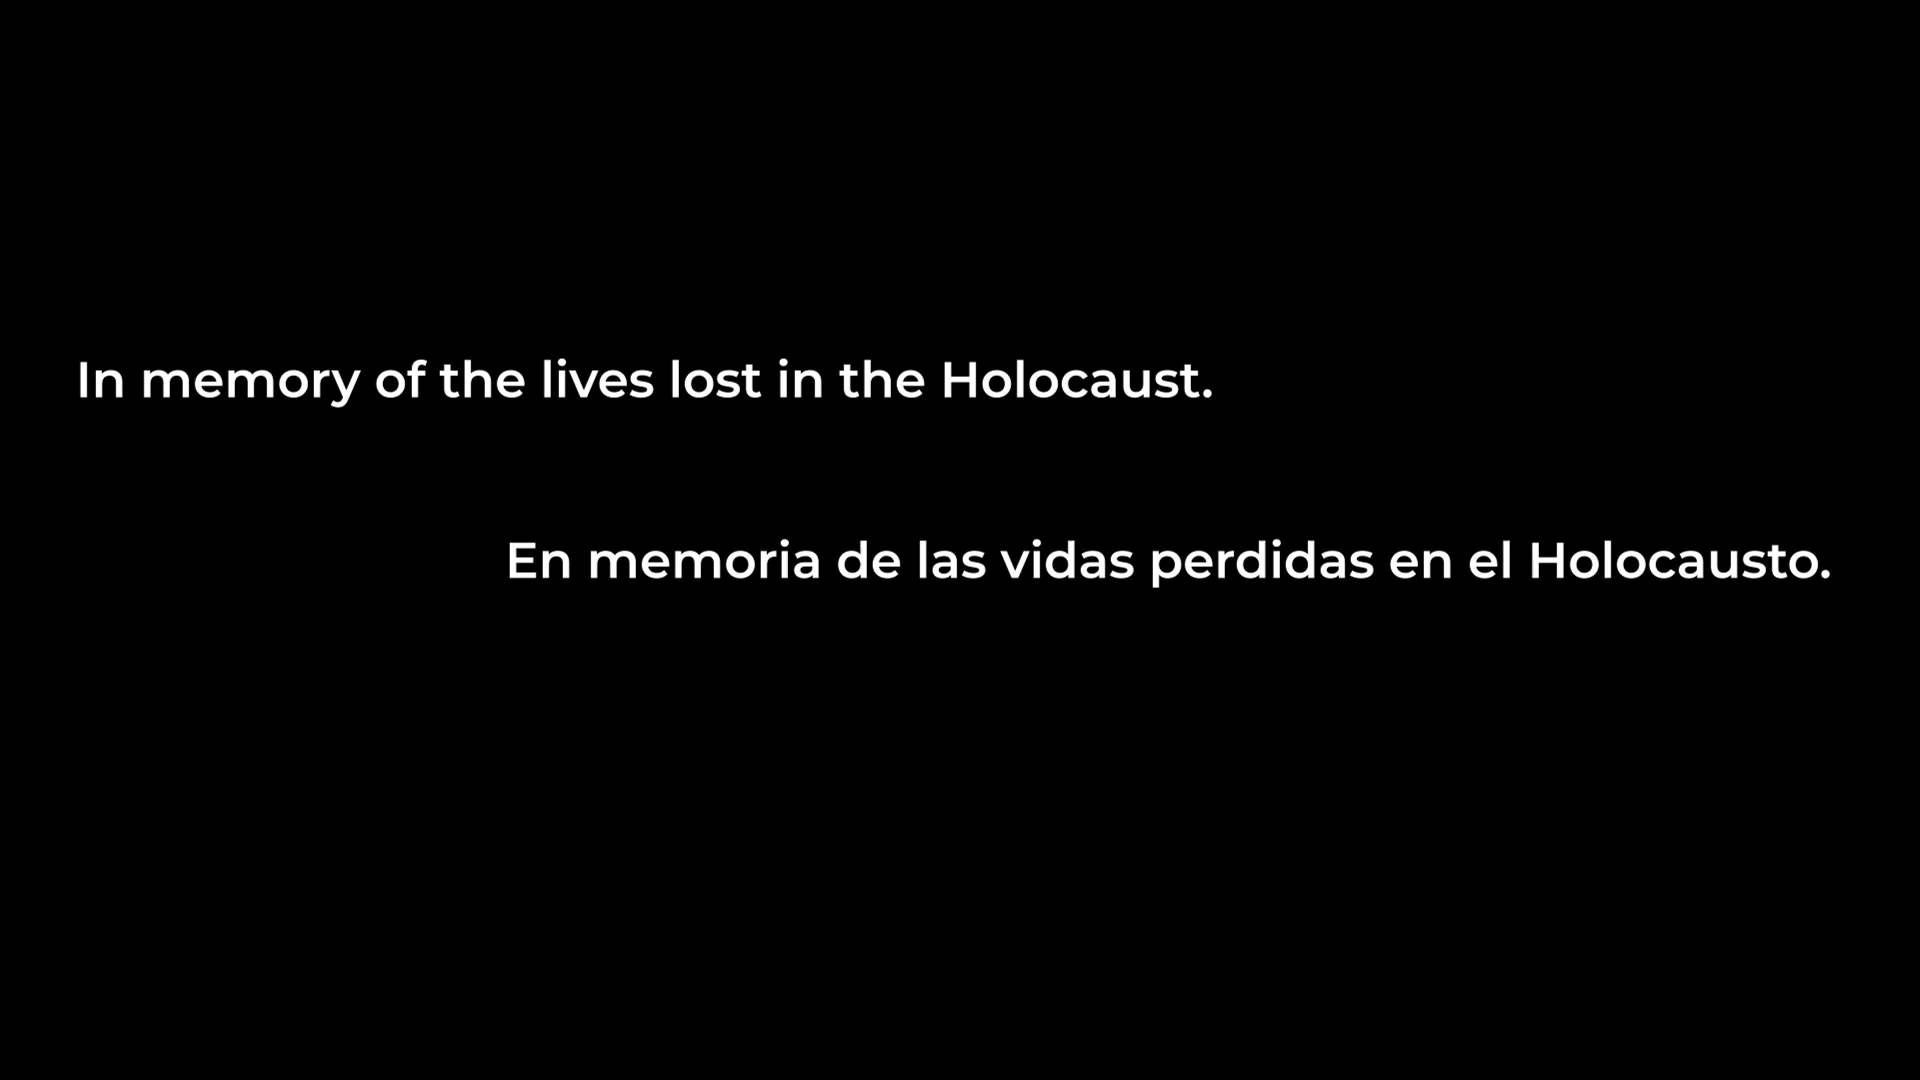 In memory of the lives lost in the Holocaust.
En memoria de las vidas perdidas en el Holocausto.